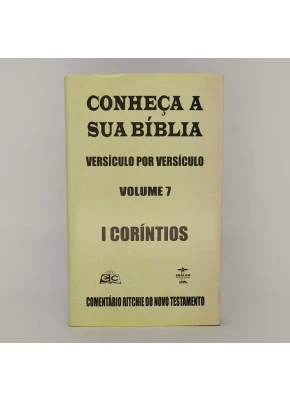 CONHEÇA A
SUA BÍBLIA
VERSÍCULO POR VERSÍCULO
VOLUME 7
I CORÍNTIOS
COMENTÁRIO RITCHIE DO NOVO TESTAMENTO